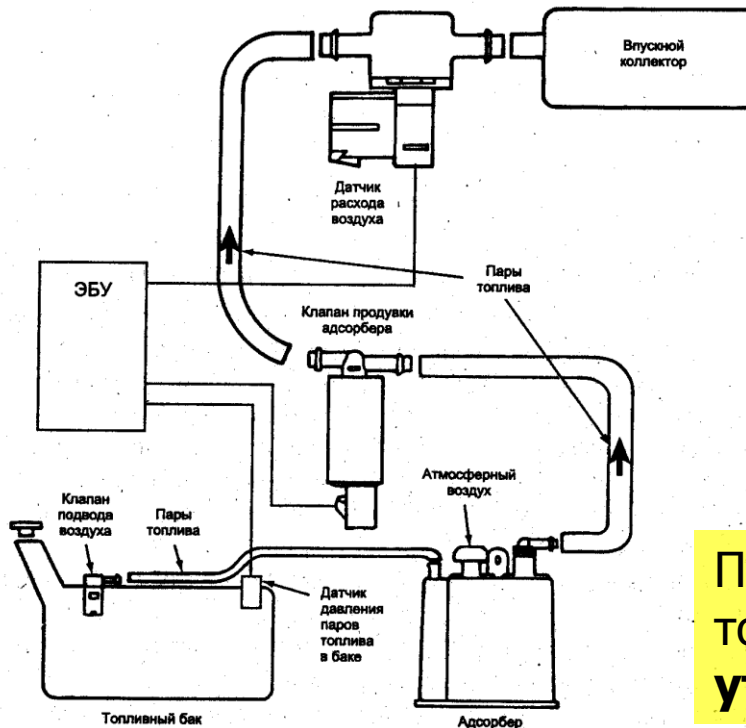 Впускной
коллектор
Датчик
расхода
воздуха
ЭБУ
Пары
топлива
Клапан продувки
адсорбера
Атмосферный
воздух
Клапан
подвода
воздуха
Пары
топлива
Датчик
давления
паров
топлива
в баке
Топливный бак
Адсорбер